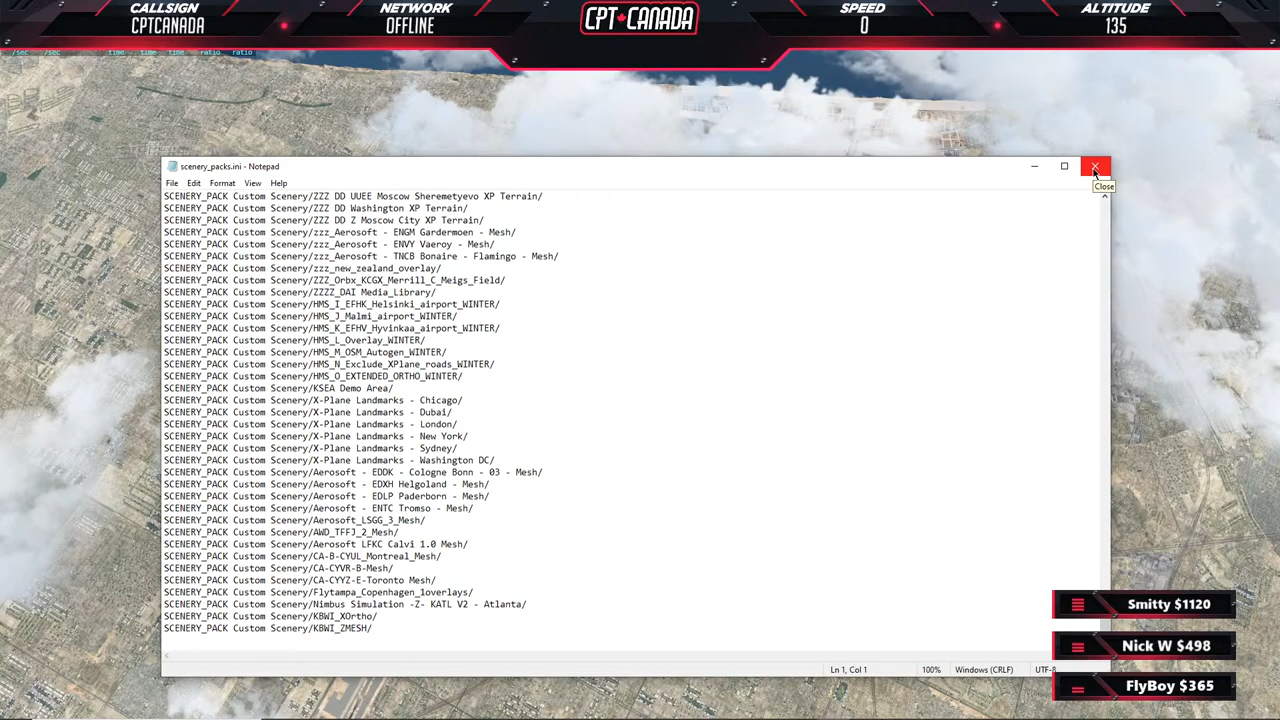 CALLSIGN
CPTCANADA
NETWORK
OFFLINE
CPT CANADA
SPEED
0
ALTITUDE
135
/sec /sec time time time ratio ratio
scenery_packs.ini - Notepad
File Edit Format View Help
Close
SCENERY_PACK Custom Scenery/ZZZ DD UUEE Moscow Sheremetyevo XP Terrain/
SCENERY_PACK Custom Scenery/ZZZ DD Washington XP Terrain/
SCENERY_PACK Custom Scenery/ZZZ DD Z Moscow City XP Terrain/
SCENERY_PACK Custom Scenery/zzz_Aerosoft - ENGM Gardermoen - Mesh/
SCENERY_PACK Custom Scenery/zzz_Aerosoft - ENVY Vaeroy - Mesh/
SCENERY_PACK Custom Scenery/zzz_Aerosoft - TNCB Bonaire - Flamingo - Mesh/
SCENERY_PACK Custom Scenery/zzz_new_zealand_overlay/
SCENERY_PACK Custom Scenery/ZZZ_Orbx_KCGX_Merrill_C_Meigs_Field/
SCENERY_PACK Custom Scenery/ZZZZ_DAI Media_Library/
SCENERY_PACK Custom Scenery/HMS_I_EFHK_Helsinki_airport_WINTER/
SCENERY_PACK Custom Scenery/HMS_J_Malmi_airport_WINTER/
SCENERY_PACK Custom Scenery/HMS_K_EFHV_Hyvinkaa_airport_WINTER/
SCENERY_PACK Custom Scenery/HMS_L_Overlay_WINTER/
SCENERY_PACK Custom Scenery/HMS_M_OSM_Autogen_WINTER/
SCENERY_PACK Custom Scenery/HMS_N_Exclude_XPlane_roads_WINTER/
SCENERY_PACK Custom Scenery/HMS_O_EXTENDED_ORTHO_WINTER/
SCENERY_PACK Custom Scenery/KSEA Demo Area/
SCENERY_PACK Custom Scenery/X-Plane Landmarks - Chicago/
SCENERY_PACK Custom Scenery/X-Plane Landmarks - Dubai/
SCENERY_PACK Custom Scenery/X-Plane Landmarks - London/
SCENERY_PACK Custom Scenery/X-Plane Landmarks - New York/
SCENERY_PACK Custom Scenery/X-Plane Landmarks - Sydney/
SCENERY_PACK Custom Scenery/X-Plane Landmarks - Washington DC/
SCENERY_PACK Custom Scenery/Aerosoft - EDDK - Cologne Bonn - 03 - Mesh/
SCENERY_PACK Custom Scenery/Aerosoft - EDXH Helgoland - Mesh/
SCENERY_PACK Custom Scenery/Aerosoft - EDLP Paderborn - Mesh/
SCENERY_PACK Custom Scenery/Aerosoft - ENTC Tromso - Mesh/
SCENERY_PACK Custom Scenery/Aerosoft_LSGG_3_Mesh/
SCENERY_PACK Custom Scenery/AWD_TFFJ_2_Mesh/
SCENERY_PACK Custom Scenery/Aerosoft LFKC Calvi 1.0 Mesh/
SCENERY_PACK Custom Scenery/CA-B-CYUL_Montreal_Mesh/
SCENERY_PACK Custom Scenery/CA-CYVR-B-Mesh/
SCENERY_PACK Custom Scenery/CA-CYYZ-E-Toronto Mesh/
SCENERY_PACK Custom Scenery/Flytampa_Copenhagen_1overlays/
SCENERY_PACK Custom Scenery/Nimbus Simulation -Z- KATL V2 - Atlanta/
SCENERY_PACK Custom Scenery/KBWI_XOrtho/
SCENERY_PACK Custom Scenery/KBWI_ZMESH/
Ln 1, Col 1 100% Windows (CRLF) UTF-8
Smitty $1120
Nick W $498
FlyBoy $365